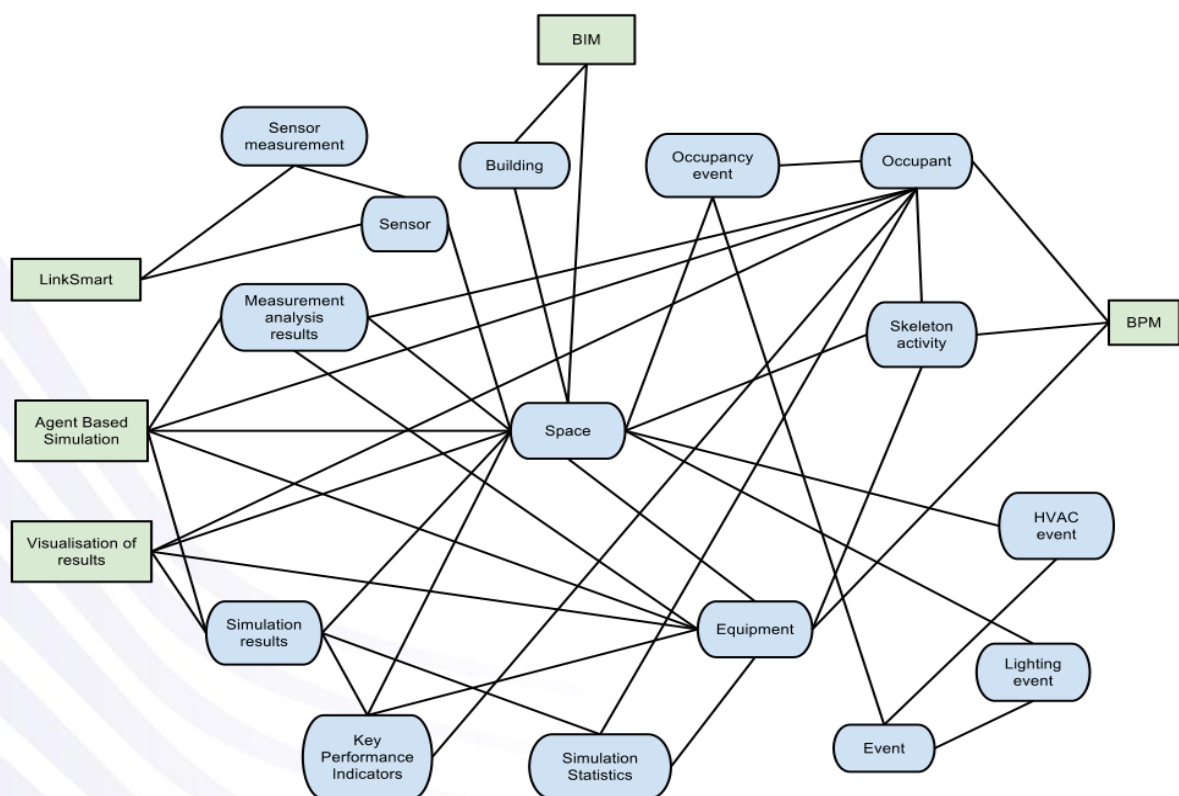 BIM
Sensor
measurement
Building
Occupancy
event
Occupant
Sensor
LinkSmart
Measurement
analysis
results
Skeleton
activity
BPM
Agent Based
Simulation
Space
HVAC
event
Visualisation of
results
Simulation
results
Equipment
Lighting
event
Key
Performance
Indicators
Simulation
Statistics
Event